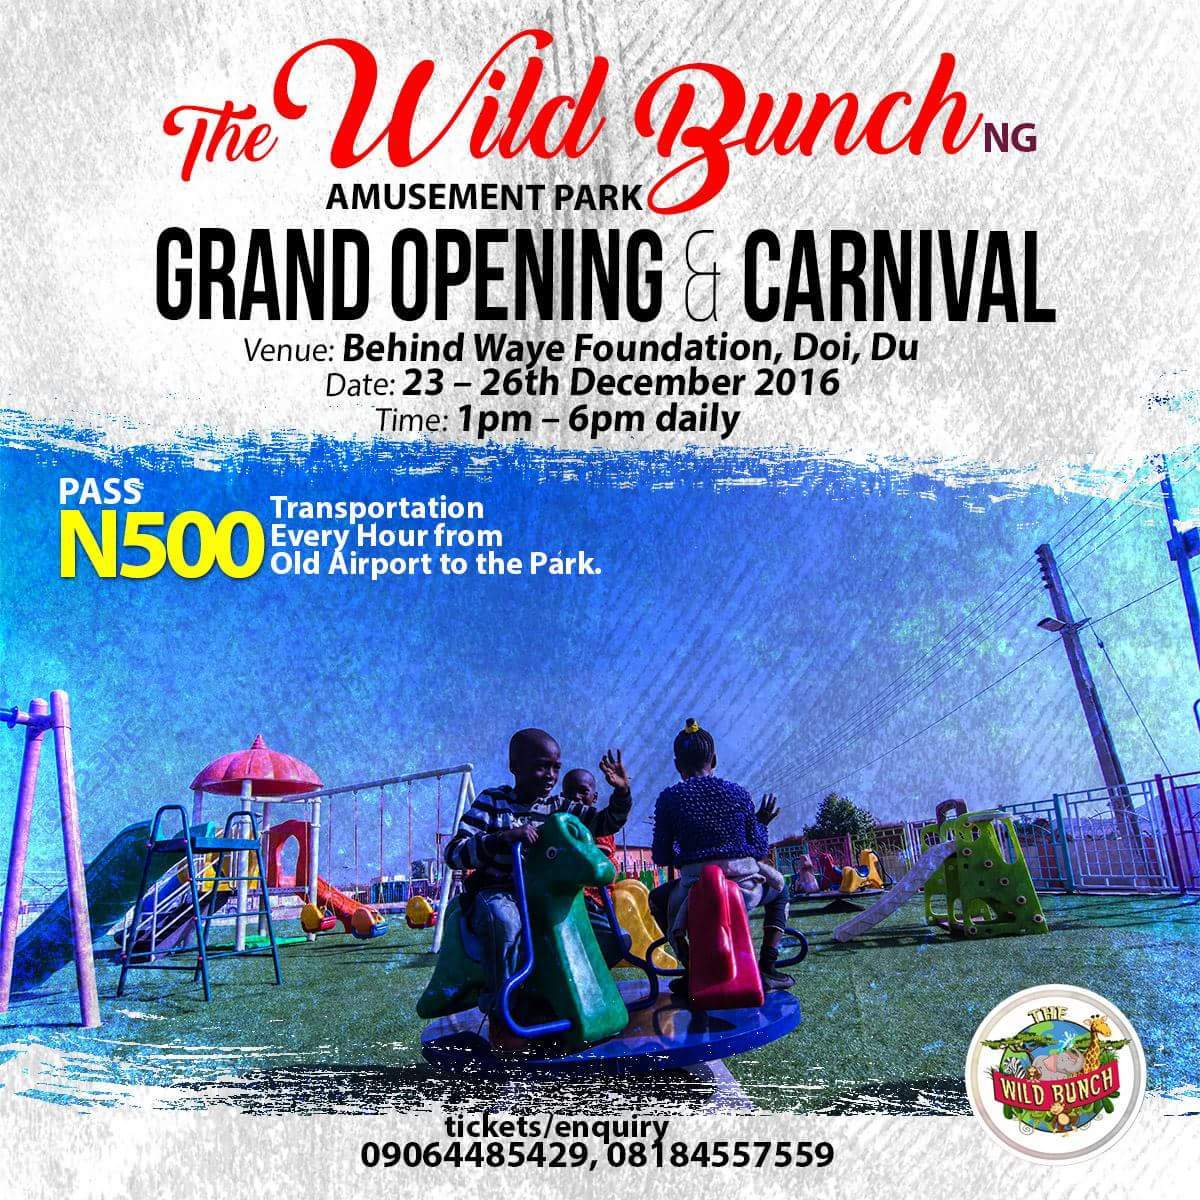 The Wild Bunch NG
AMUSEMENT PARK
GRAND OPENING & CARNIVAL
Venue: Behind Waye Foundation, Doi, Du
Date: 23 – 26th December 2016
Time: 1pm – 6pm daily
PASS
N500
Transportation
Every Hour from
Old Airport to the Park.
THE
WILD BUNCH
tickets/enquiry
09064485429, 08184557559